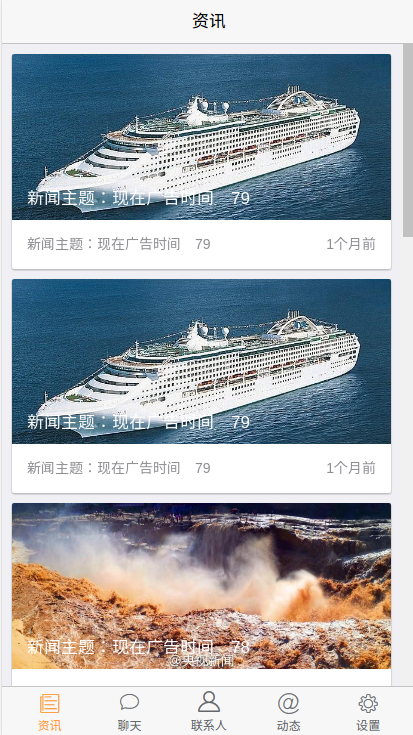 资讯
新闻主题：现在广告时间 79
新闻主题：现在广告时间 79
1个月前
新闻主题：现在广告时间 79
新闻主题：现在广告时间 79
1个月前
新闻主题：现在广告时间 78
@央视新闻
资讯
聊天
联系人
动态
设置